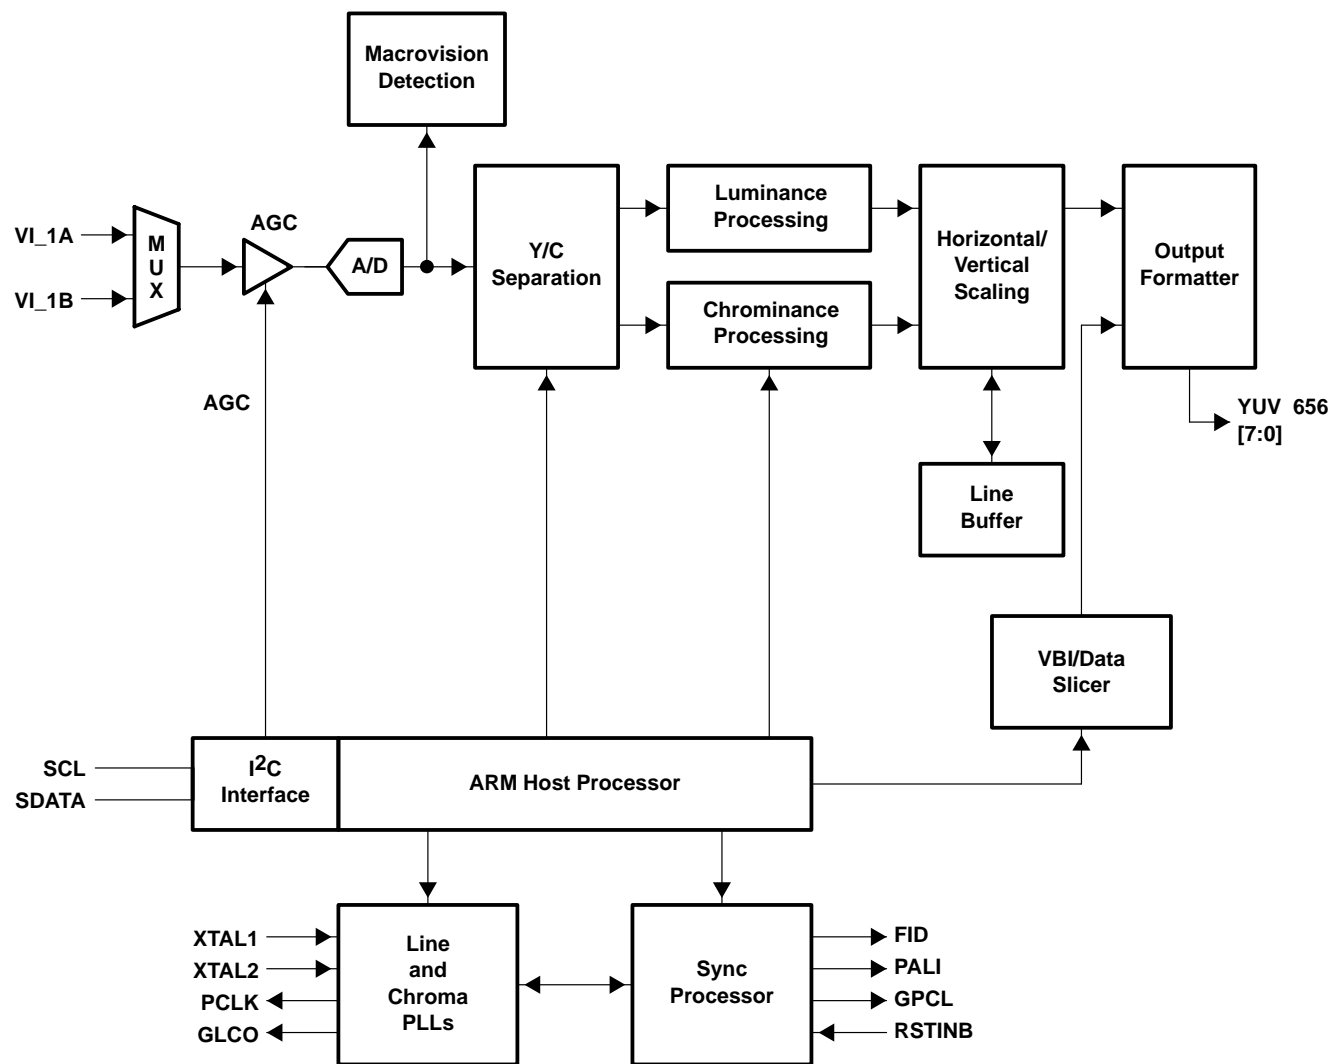 Macrovision
Detection
VI_1A
VI_1B
M
U
X
AGC
A/D
Y/C
Separation
Luminance
Processing
Chrominance
Processing
Horizontal/
Vertical
Scaling
Output
Formatter
AGC
YUV 656
[7:0]
Line
Buffer
VBI/Data
Slicer
SCL
SDATA
I²C
Interface
ARM Host Processor
XTAL1
XTAL2
PCLK
GLCO
Line
and
Chroma
PLLs
Sync
Processor
FID
PALI
GPCL
RSTINB